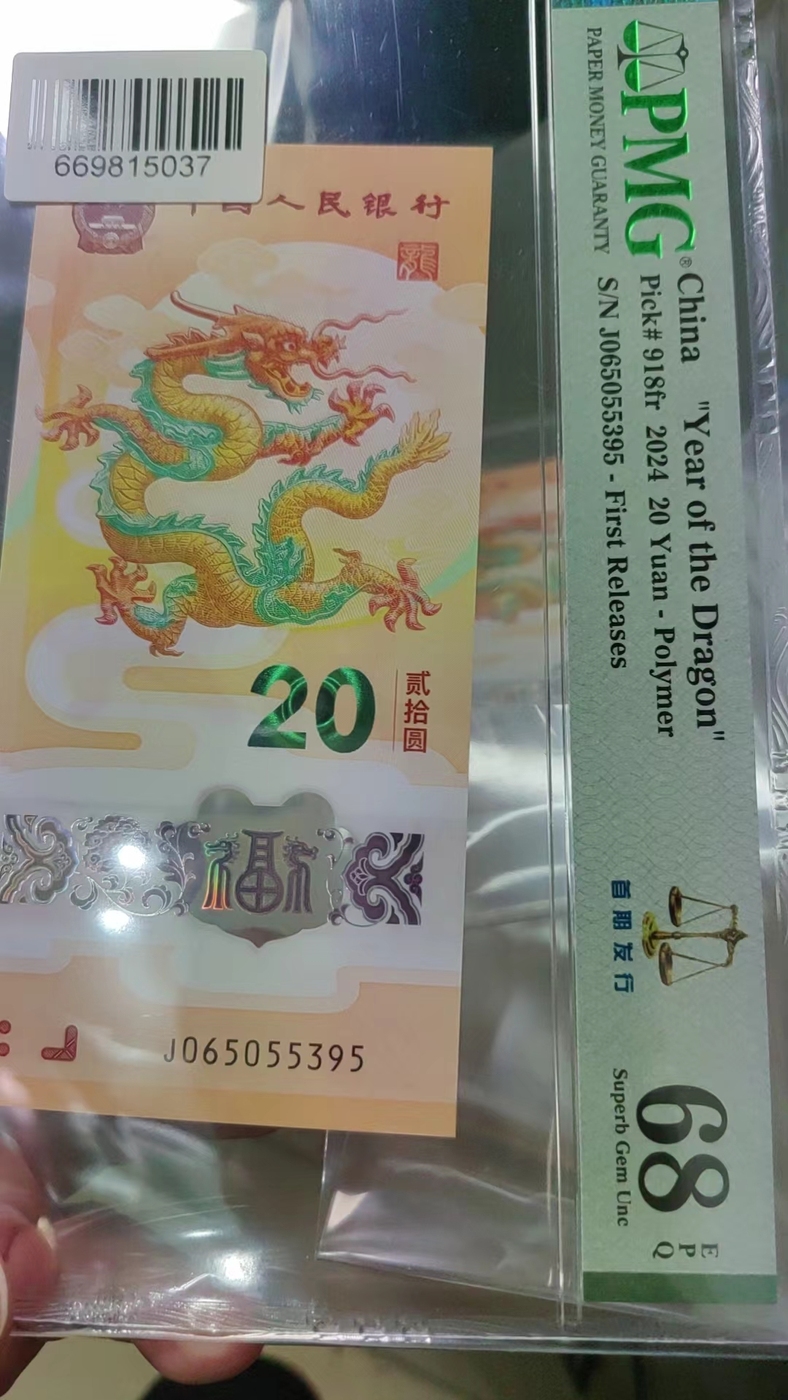 669815037
中国人民银行
龍
20
贰拾圆
福
J065055395
PMG®
PAPER MONEY GUARANTY
China "Year of the Dragon"
Pick# 918fr 2024 20 Yuan - Polymer
S/N J065055395 - First Releases
首期发行
68
EPQ
Superb Gem Unc